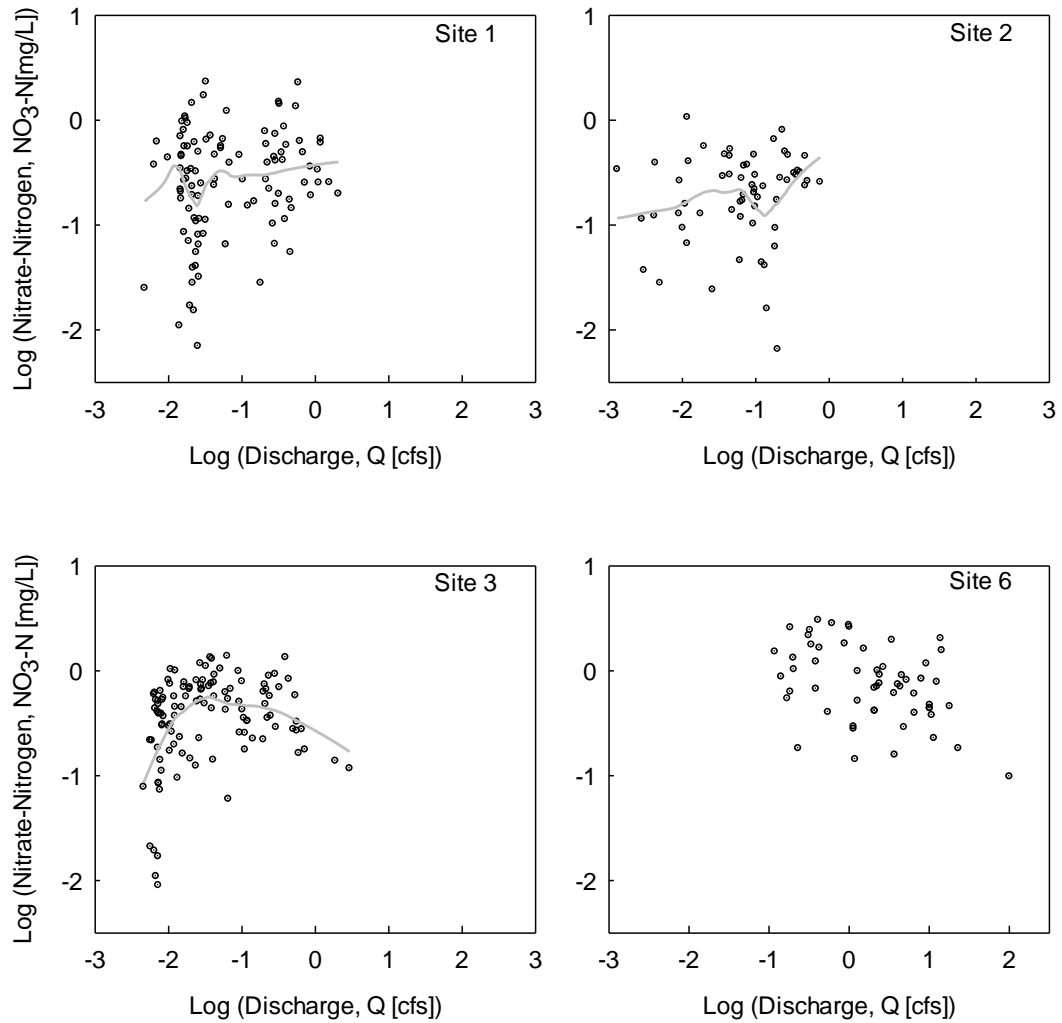 Site 1
Log (Nitrate-Nitrogen, NO3-N[mg/L])
1
0
-1
-2
-3 -2 -1 0 1 2 3
Log (Discharge, Q [cfs])
Site 2
1
0
-1
-2
-3 -2 -1 0 1 2 3
Log (Discharge, Q [cfs])
Site 3
Log (Nitrate-Nitrogen, NO3-N [mg/L])
1
0
-1
-2
-3 -2 -1 0 1 2 3
Log (Discharge, Q [cfs])
Site 6
1
0
-1
-2
-3 -2 -1 0 1 2
Log (Discharge, Q [cfs])